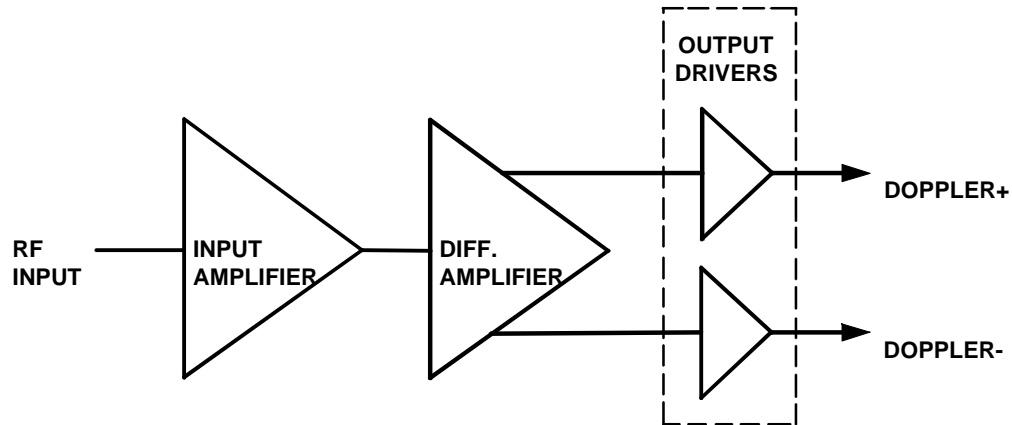 RF
INPUT
INPUT
AMPLIFIER
DIFF.
AMPLIFIER
OUTPUT
DRIVERS
DOPPLER+
DOPPLER-